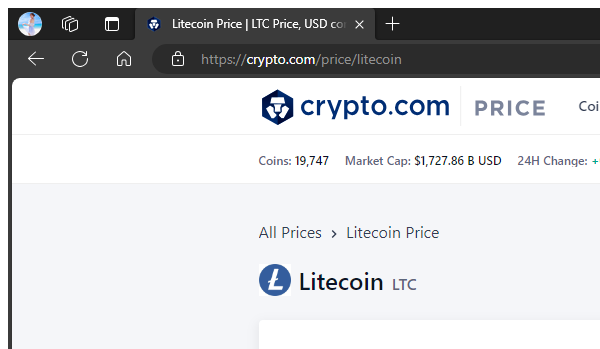 Litecoin Price | LTC Price, USD co
https://crypto.com/price/litecoin
crypto.com PRICE Coi
Coins: 19,747 Market Cap: $1,727.86 B USD 24H Change: +
All Prices > Litecoin Price
Litecoin LTC